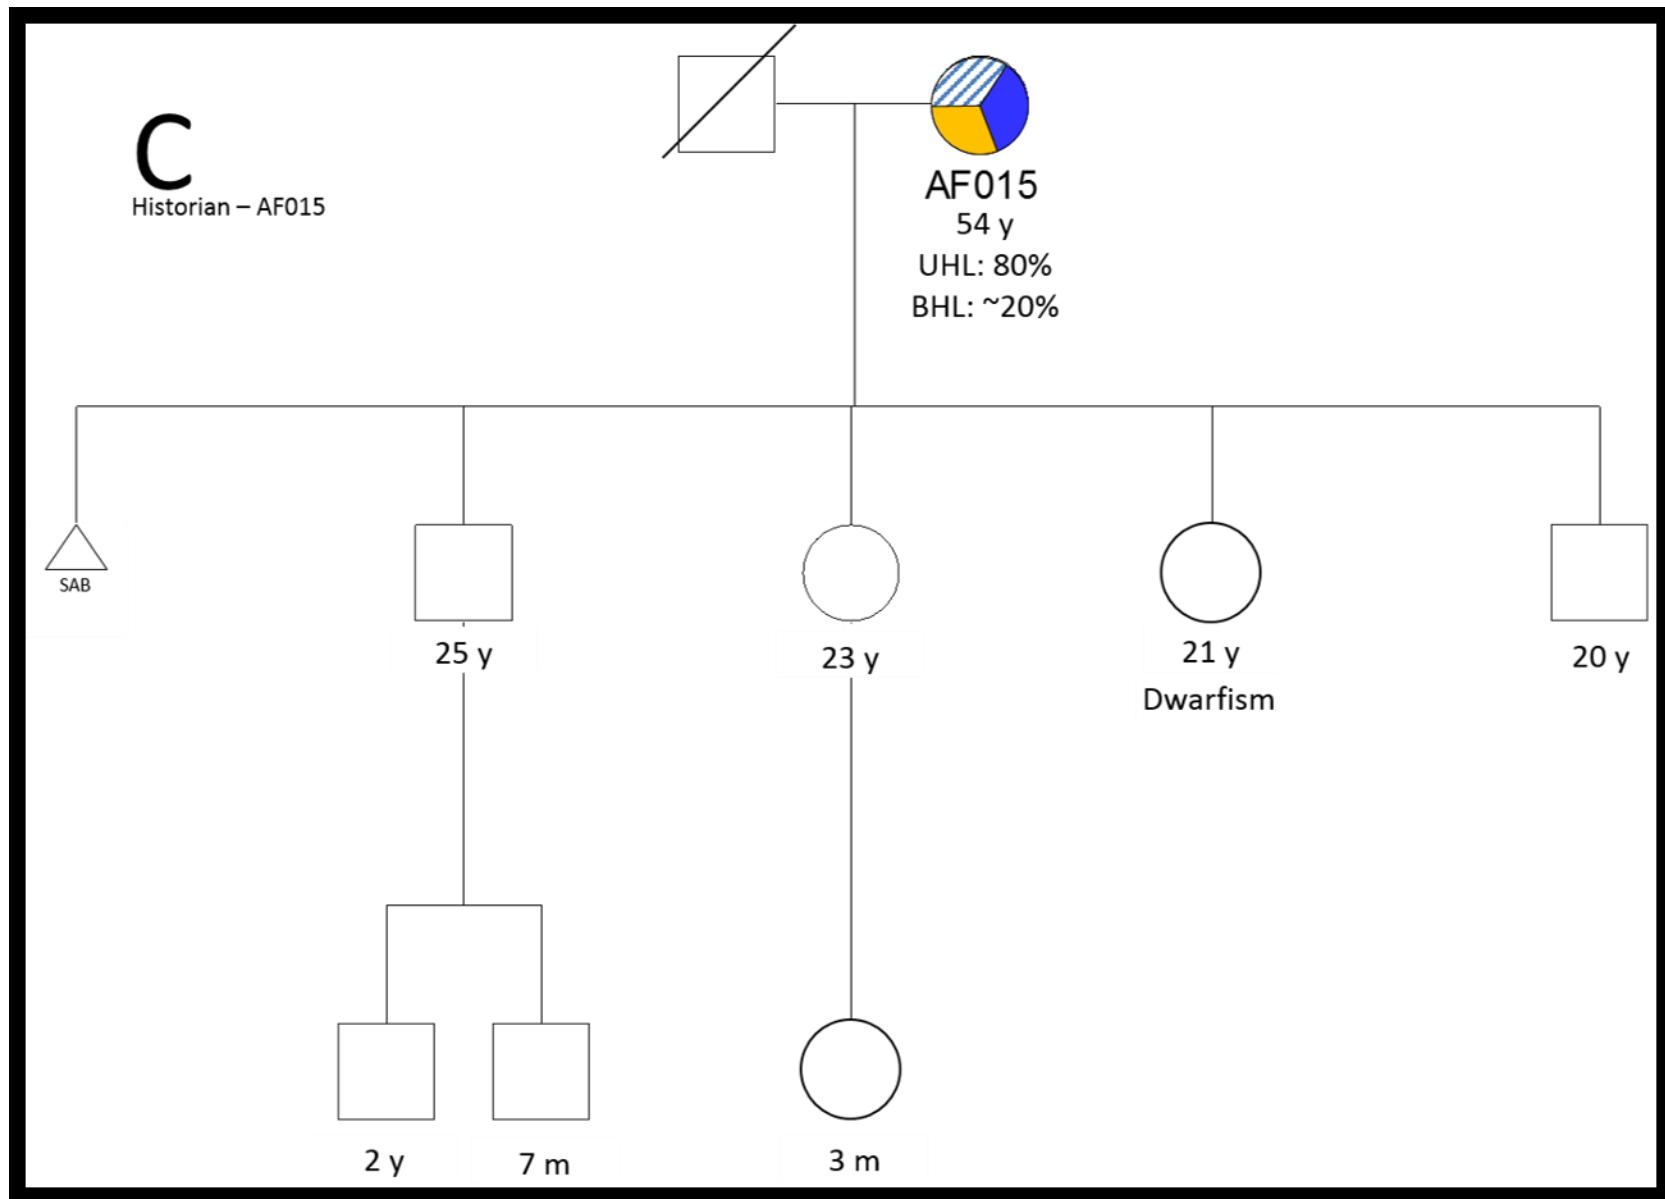 C
Historian – AF015
AF015
54 y
UHL: 80%
BHL: ~20%
SAB
25 y
23 y
21 y
Dwarfism
20 y
2 y
7 m
3 m